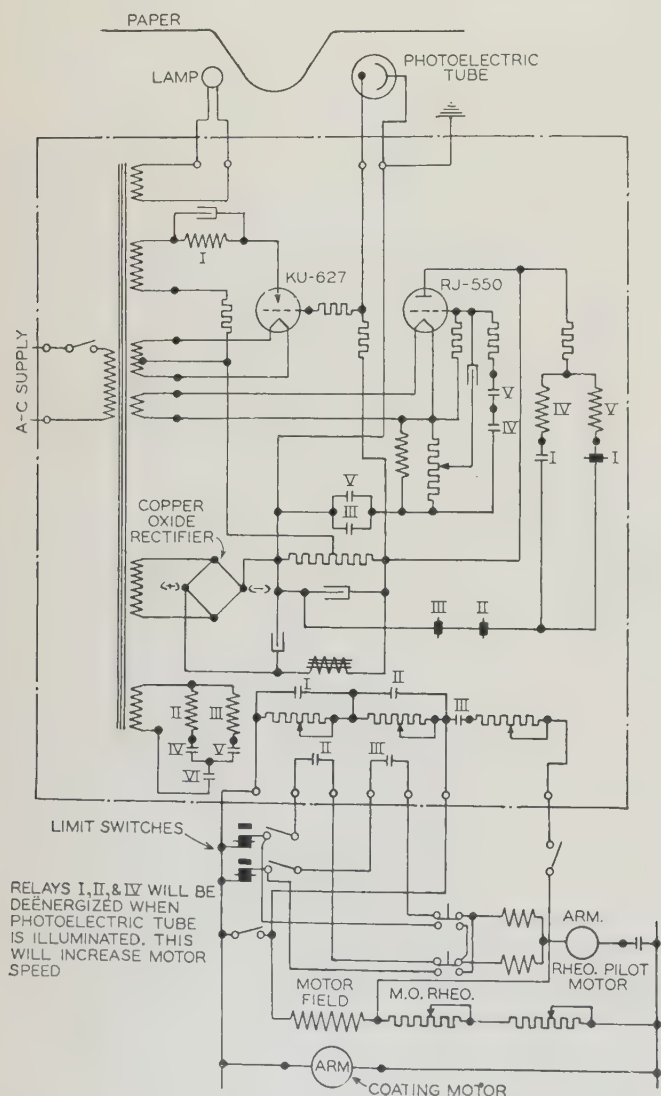 PAPER
LAMP
PHOTOELECTRIC
TUBE
I
KU-627
RJ-550
A-C SUPPLY
V
IV
IV
V
I
I
V
III
COPPER
OXIDE
RECTIFIER
(+)
(-)
III
II
I
II
III
II
III
IV
V
VI
II
III
LIMIT SWITCHES
RELAYS I, II, & IV WILL BE
DEËNERGIZED WHEN
PHOTOELECTRIC TUBE
IS ILLUMINATED. THIS
WILL INCREASE MOTOR
SPEED
ARM.
RHEO. PILOT
MOTOR
MOTOR
FIELD
M.O. RHEO.
ARM
COATING MOTOR